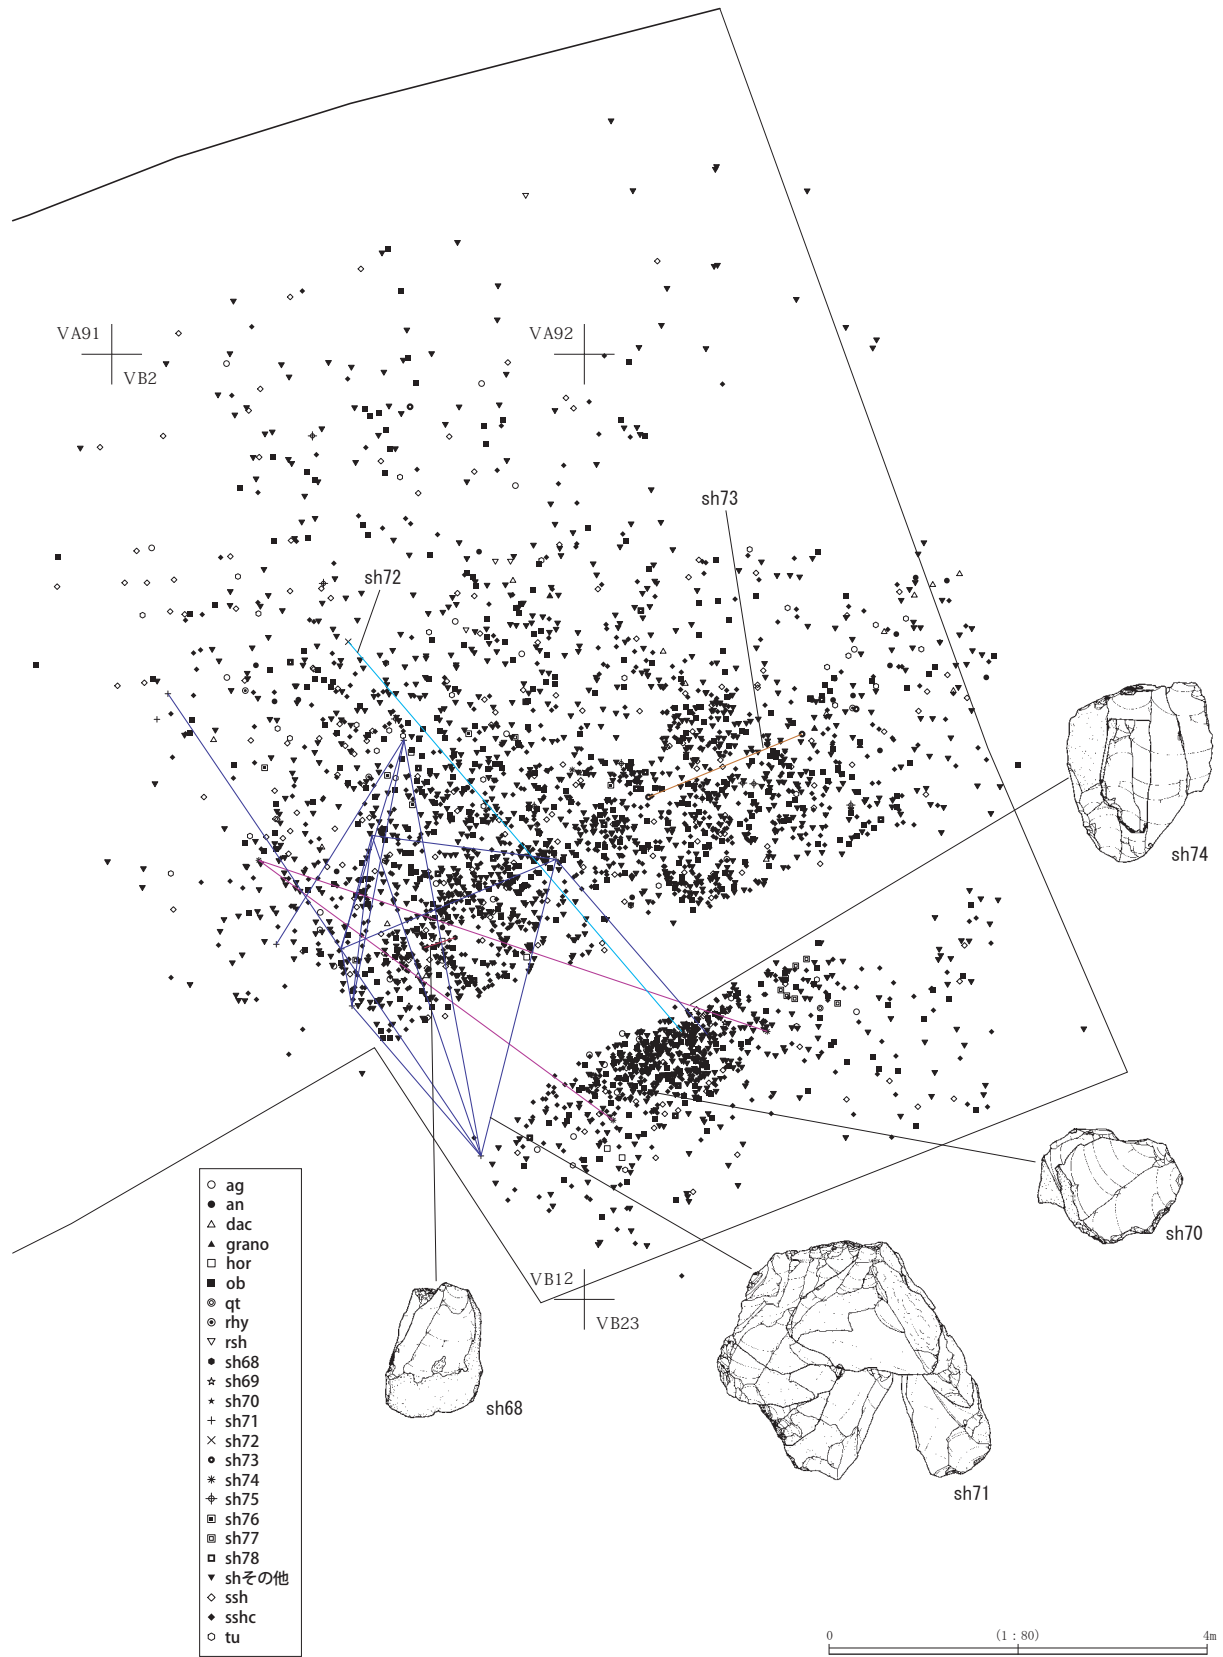 VA91
VB2
VA92
sh73
sh72
sh74
sh70
sh71
sh68
VB12
VB23
ag
an
dac
grano
hor
ob
qt
rhy
rsh
sh68
sh69
sh70
sh71
sh72
sh73
sh74
sh75
sh76
sh77
sh78
shその他
ssh
sshc
tu
0 (1：80) 4m